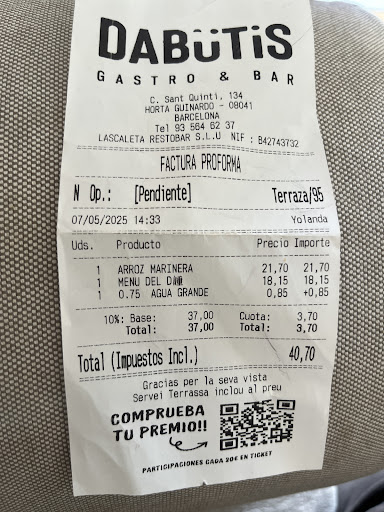 DABÜTiS
GASTRO & BAR
C. Sant Quinti, 134
HORTA GUINARDO - 08041
BARCELONA
Tel 93 564 62 37
LASCALETA RESTOBAR S.L.U NIF : B42743732
FACTURA PROFORMA
N Op.: [Pendiente] Terraza/95
07/05/2025 14:33 Yolanda
Uds. Producto Precio Importe
1 ARROZ MARINERA 21,70 21,70
1 MENU DEL 18,15 18,15
1 0.75 AGUA GRANDE 0,85 +0,85
10%: Base: 37,00 Cuota: 3,70
Total: 37,00 Total: 3,70
Total (Impuestos Incl.) 40,70
Gracias per la seva vista
Servei Terrassa inclou al preu
COMPRUEBA
TU PREMIO!!
PARTICIPACIONES CADA 20€ EN TICKET